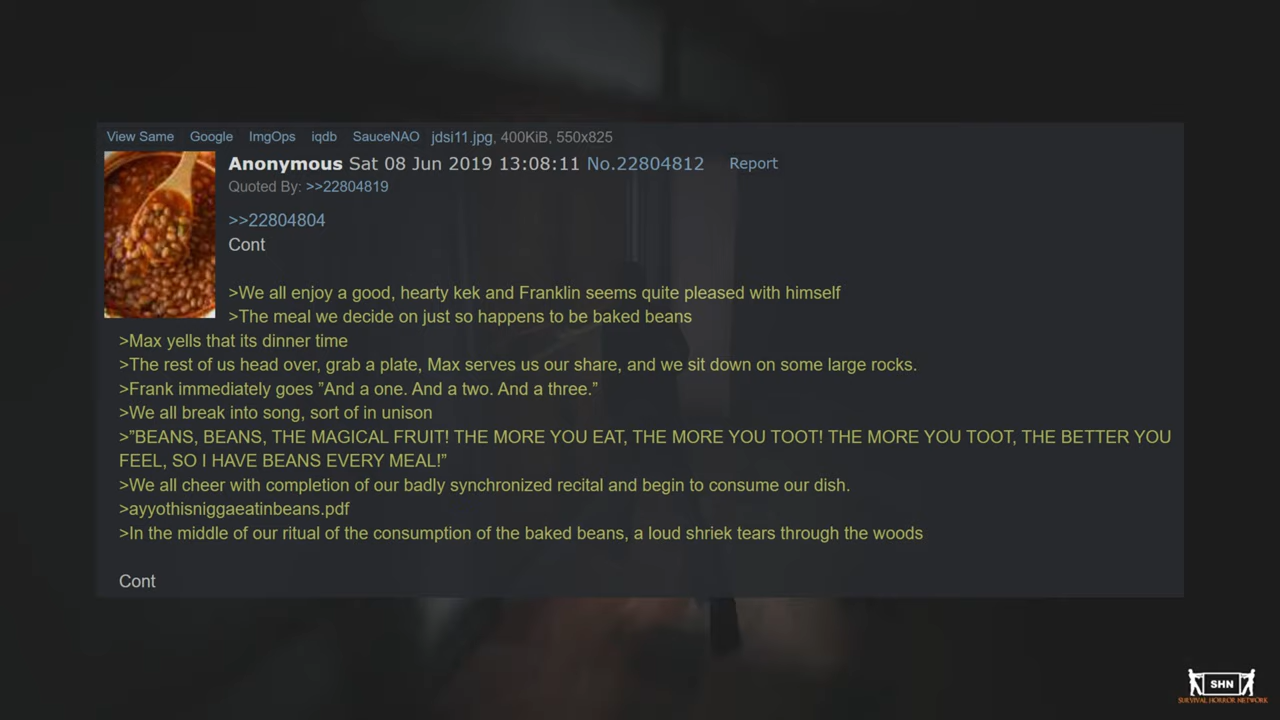 View Same Google ImgOps iqdb SauceNAO jdsi11.jpg, 400KiB, 550x825
Anonymous Sat 08 Jun 2019 13:08:11 No.22804812 Report
Quoted By: >>22804819
>>22804804
Cont
>We all enjoy a good, hearty kek and Franklin seems quite pleased with himself
>The meal we decide on just so happens to be baked beans
>Max yells that its dinner time
>The rest of us head over, grab a plate, Max serves us our share, and we sit down on some large rocks.
>Frank immediately goes ”And a one. And a two. And a three.”
>We all break into song, sort of in unison
>”BEANS, BEANS, THE MAGICAL FRUIT! THE MORE YOU EAT, THE MORE YOU TOOT! THE MORE YOU TOOT, THE BETTER YOU
FEEL, SO I HAVE BEANS EVERY MEAL!”
>We all cheer with completion of our badly synchronized recital and begin to consume our dish.
>ayyothisniggaeatinbeans.pdf
>In the middle of our ritual of the consumption of the baked beans, a loud shriek tears through the woods
Cont
SHN
SURVIVAL HORROR NETWORK